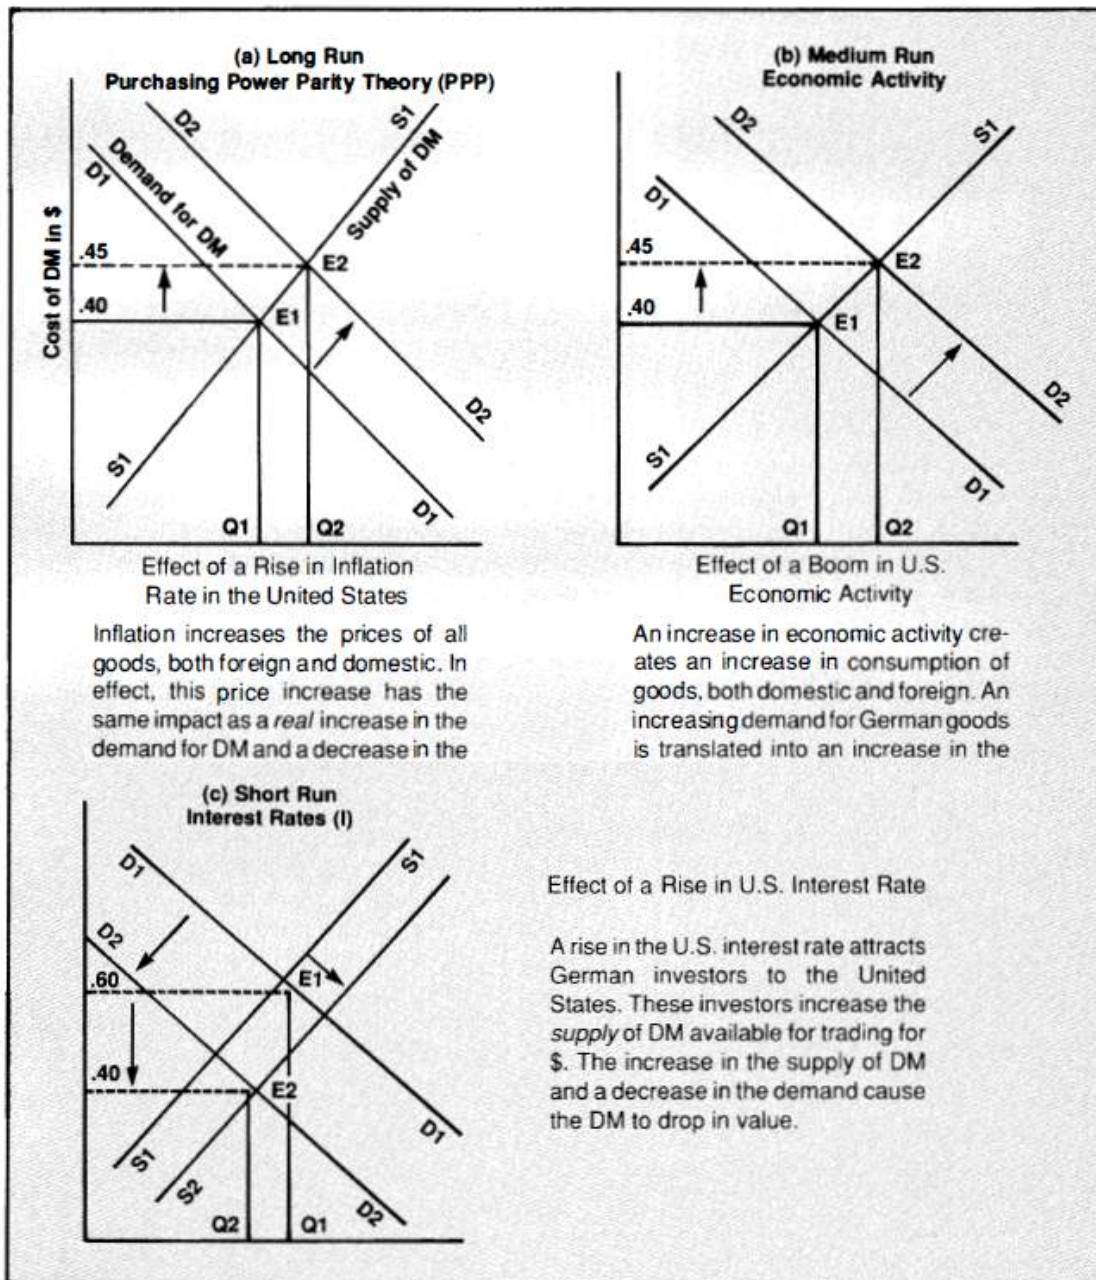 (a) Long Run
Purchasing Power Parity Theory (PPP)
D2
S1
D1
Demand for DM
Supply of DM
Cost of DM in $
.45
E2
.40
E1
D2
S1
D1
Q1
Q2
Effect of a Rise in Inflation
Rate in the United States
Inflation increases the prices of all
goods, both foreign and domestic. In
effect, this price increase has the
same impact as a real increase in the
demand for DM and a decrease in the
(b) Medium Run
Economic Activity
D2
S1
D1
.45
E2
.40
E1
D2
S1
D1
Q1
Q2
Effect of a Boom in U.S.
Economic Activity
An increase in economic activity cre-
ates an increase in consumption of
goods, both domestic and foreign. An
increasing demand for German goods
is translated into an increase in the
(c) Short Run
Interest Rates (I)
D1
S1
D2
E1
.60
.40
E2
D1
S1
S2
D2
Q2
Q1
Effect of a Rise in U.S. Interest Rate
A rise in the U.S. interest rate attracts
German investors to the United
States. These investors increase the
supply of DM available for trading for
$. The increase in the supply of DM
and a decrease in the demand cause
the DM to drop in value.